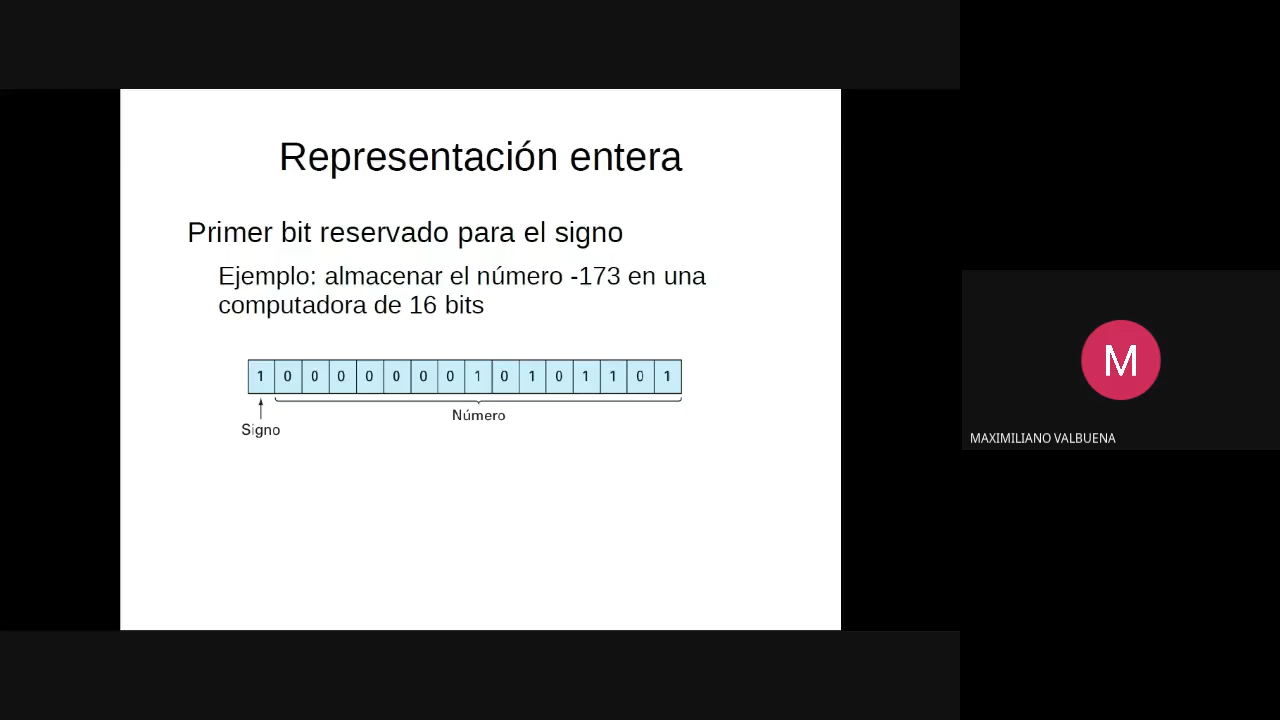 Representación entera
Primer bit reservado para el signo
Ejemplo: almacenar el número -173 en una
computadora de 16 bits
1 0 0 0 0 0 0 0 1 0 1 0 1 1 0 1
Número
Signo
M
MAXIMILIANO VALBUENA